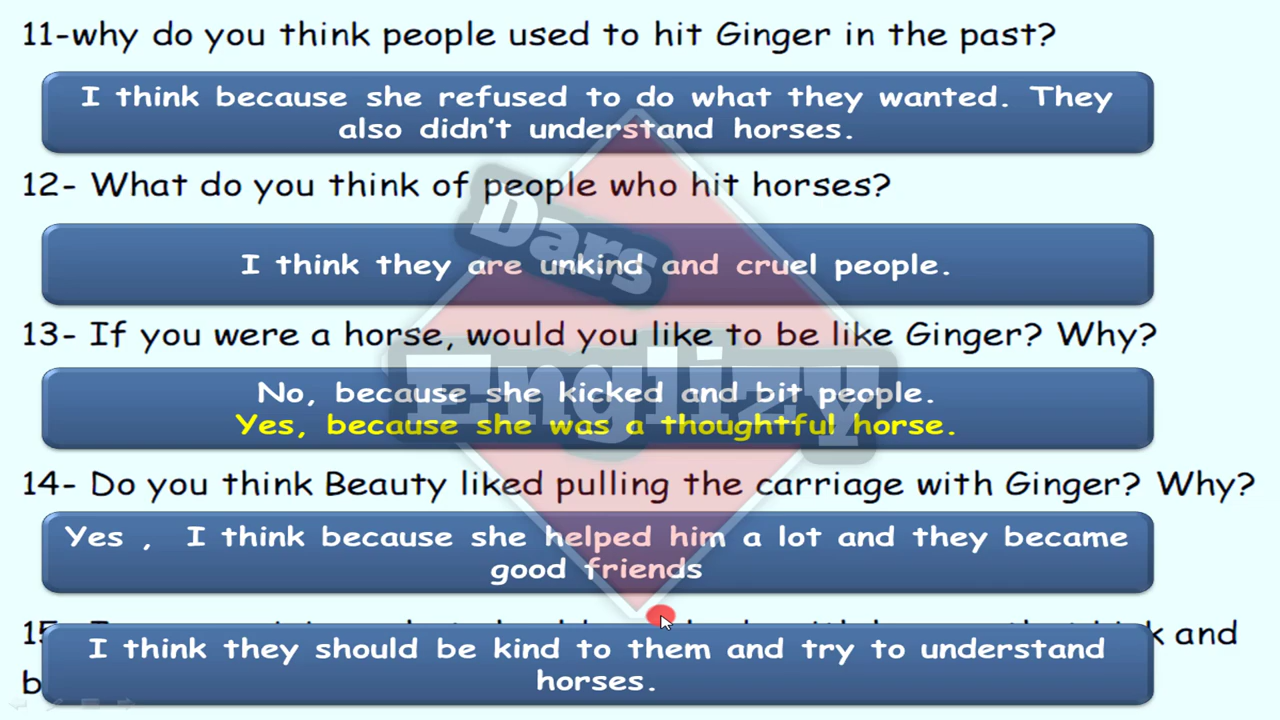 11-why do you think people used to hit Ginger in the past?
I think because she refused to do what they wanted. They
also didn't understand horses.
12- What do you think of people who hit horses?
I think they are unkind and cruel people.
13- If you were a horse, would you like to be like Ginger? Why?
No, because she kicked and bit people.
Yes, because she was a thoughtful horse.
14- Do you think Beauty liked pulling the carriage with Ginger? Why?
Yes , I think because she helped him a lot and they became
good friends
and
I think they should be kind to them and try to understand
horses.
Dars
Englizy